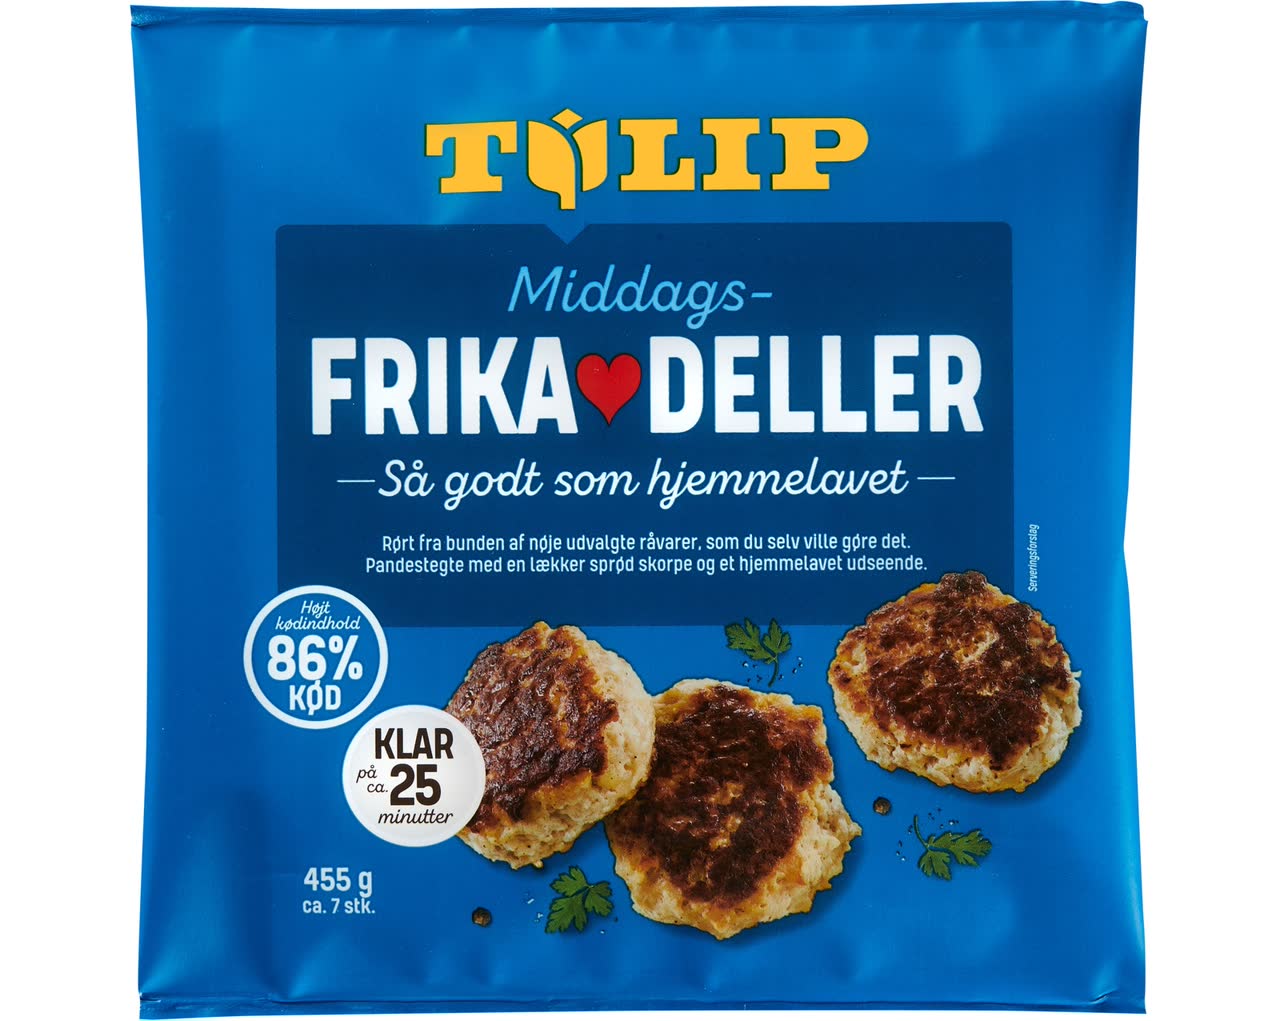 TULIP
Middags-
FRIKA DELLER
Så godt som hjemmelavet
Rørt fra bunden af nøje udvalgte råvarer, som du selv ville gøre det.
Pandestegte med en lækker sprød skorpe og et hjemmelavet udseende.
Serveringsforslag
Højt
kødindhold
86%
KØD
KLAR
på
ca. 25
minutter
455 g
ca. 7 stk.